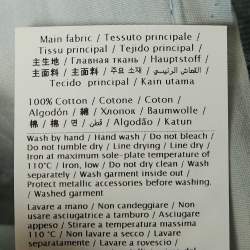 Main fabric / Tessuto principale /
Tissu principal / Tejido principal /
主生地 / Главная ткань / Hauptstoff /
主面料 / 主面料 / 주요 소재 / القماش الرئيسي /
Tecido principal / Kain utama
100% Cotton / Cotone / Coton /
Algodón / 綿 / Хлопок / Baumwolle /
棉 / 棉 / 면 / قطن / Algodão / Katun
Wash by hand / Hand wash / Do not bleach /
Do not tumble dry / Line drying / Line dry /
Iron at maximum sole-plate temperature of
110°C / Iron, low / Do not dry clean / Wash
separately / Wash garment inside out /
Protect metallic accessories before washing.
/ Washed garment
Lavare a mano / Non candeggiare / Non
usare asciugatrice a tamburo / Asciugare
appeso / Stirare a temperatura massima
110 °C / Non lavare a secco / Lavare
separatamente / Lavare a rovescio /